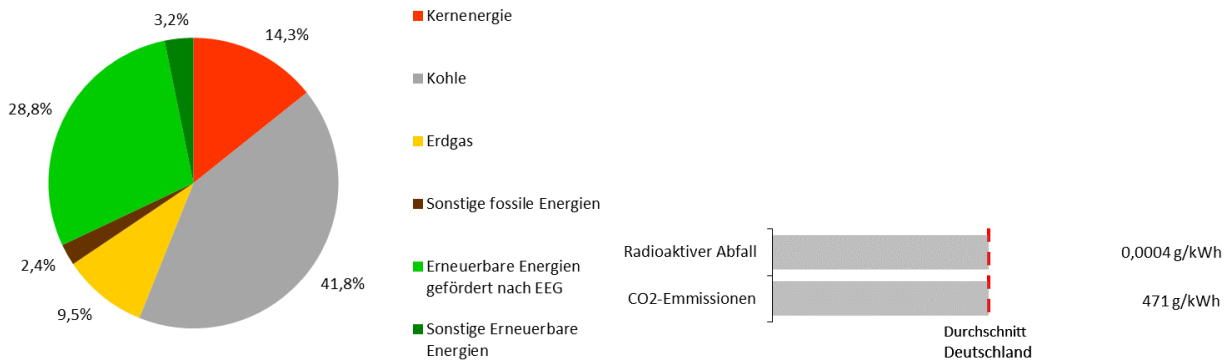 3,2%
14,3%
28,8%
2,4%
9,5%
41,8%
Kernenergie
Kohle
Erdgas
Sonstige fossile Energien
Erneuerbare Energien
gefördert nach EEG
Sonstige Erneuerbare
Energien
Radioaktiver Abfall
0,0004 g/kWh
CO2-Emmissionen
471 g/kWh
Durchschnitt
Deutschland